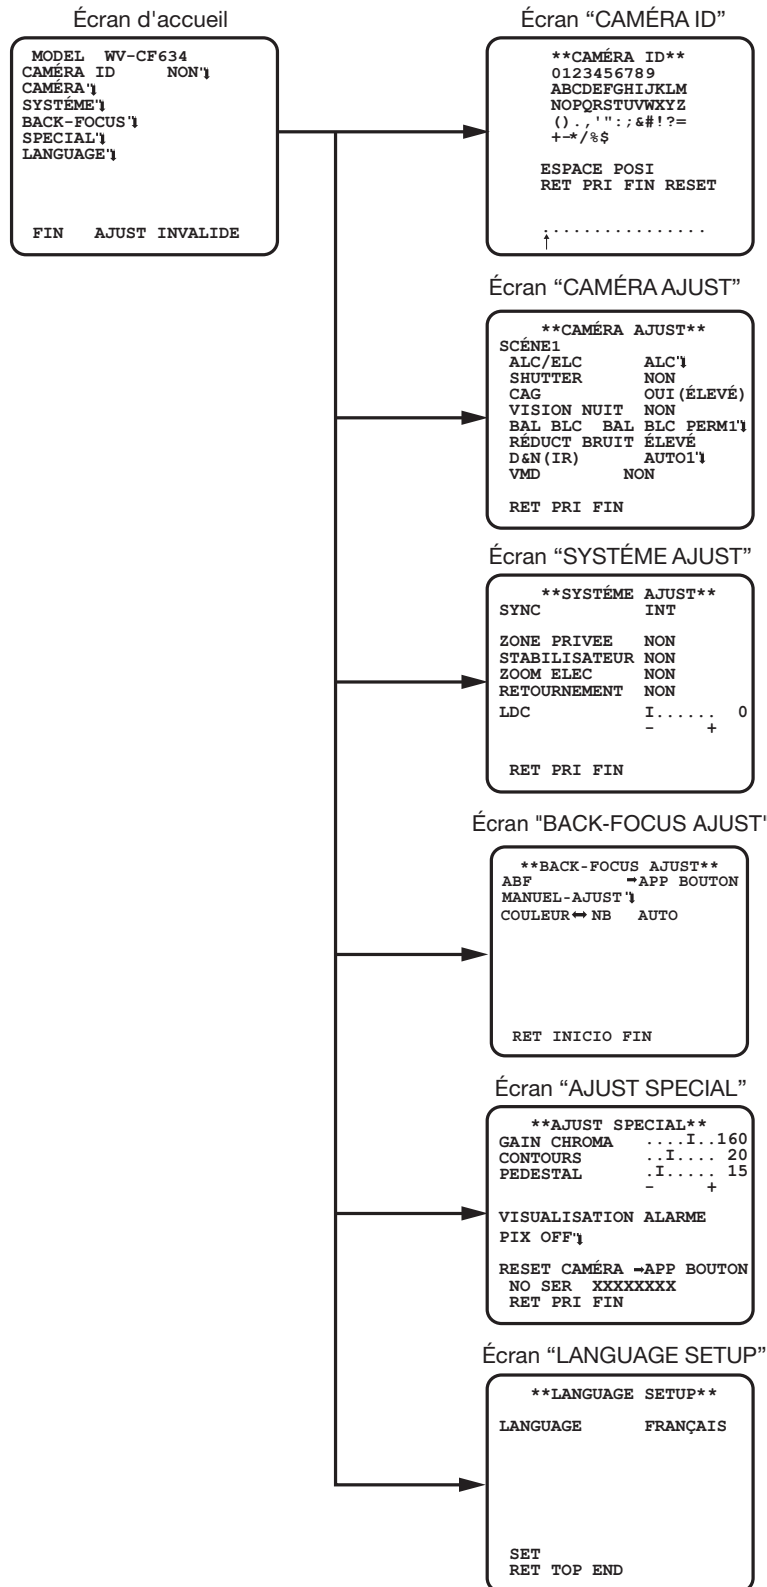 Écran d'accueil
MODEL WV-CF634
CAMÉRA ID NON
CAMÉRA
SYSTÉME
BACK-FOCUS
SPECIAL
LANGUAGE
FIN AJUST INVALIDE
Écran “CAMÉRA ID”
**CAMÉRA ID**
0123456789
ABCDEFGHIJKLM
NOPQRSTUVWXYZ
().,'":;&#!?=
+-*/%$
ESPACE POSI
RET PRI FIN RESET
................
↑
Écran “CAMÉRA AJUST”
**CAMÉRA AJUST**
SCÉNE1
ALC/ELC ALC
SHUTTER NON
CAG OUI(ÉLEVÉ)
VISION NUIT NON
BAL BLC BAL BLC PERM1
RÉDUCT BRUIT ÉLEVÉ
D&N(IR) AUTO1
VMD NON
RET PRI FIN
Écran “SYSTÉME AJUST”
**SYSTÉME AJUST**
SYNC INT
ZONE PRIVEE NON
STABILISATEUR NON
ZOOM ELEC NON
RETOURNEMENT NON
LDC I...... 0
- +
RET PRI FIN
Écran "BACK-FOCUS AJUST"
**BACK-FOCUS AJUST**
ABF ➡APP BOUTON
MANUEL-AJUST
COULEUR↔NB AUTO
RET INICIO FIN
Écran “AJUST SPECIAL”
**AJUST SPECIAL**
GAIN CHROMA ....I..160
CONTOURS ..I.... 20
PEDESTAL .I..... 15
- +
VISUALISATION ALARME
PIX OFF
RESET CAMÉRA ➡APP BOUTON
NO SER XXXXXXXX
RET PRI FIN
Écran “LANGUAGE SETUP”
**LANGUAGE SETUP**
LANGUAGE FRANÇAIS
SET
RET TOP END